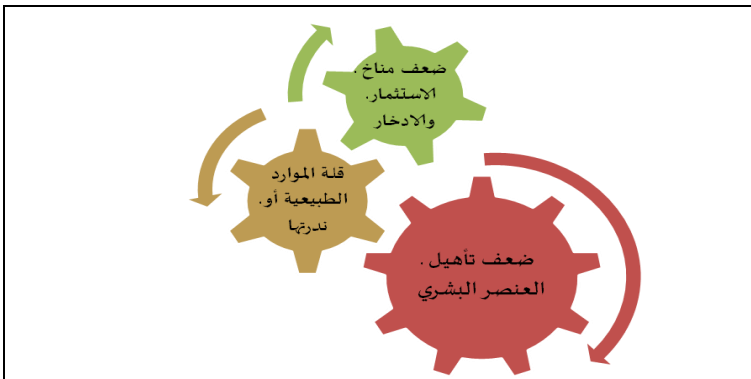 ضعف مناخ .
الاستثمار.
والادخار
قلة الموارد
الطبيعية أو.
ندرتها
ضعف تأهيل .
العنصر البشري